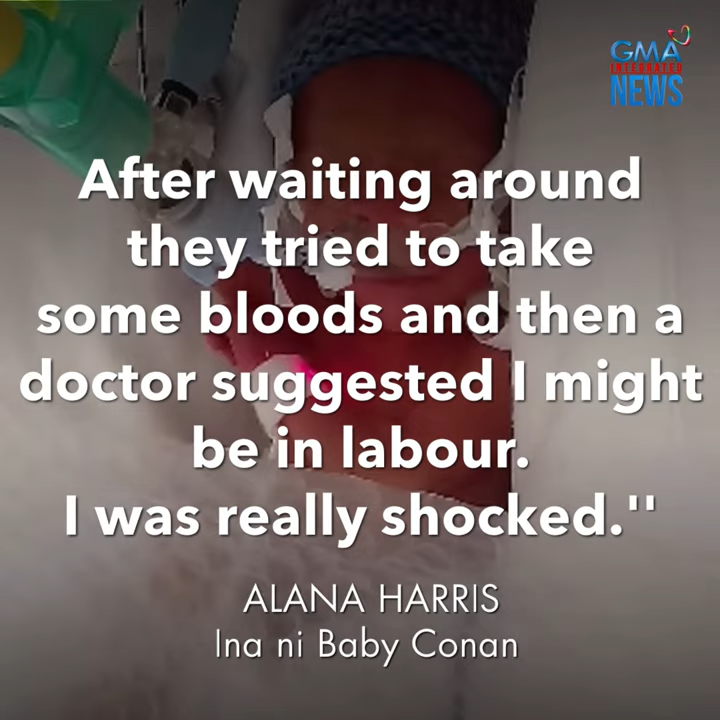 GMA
INTEGRATED
NEWS
After waiting around
they tried to take
some bloods and then a
doctor suggested I might
be in labour.
I was really shocked.''
ALANA HARRIS
Ina ni Baby Conan